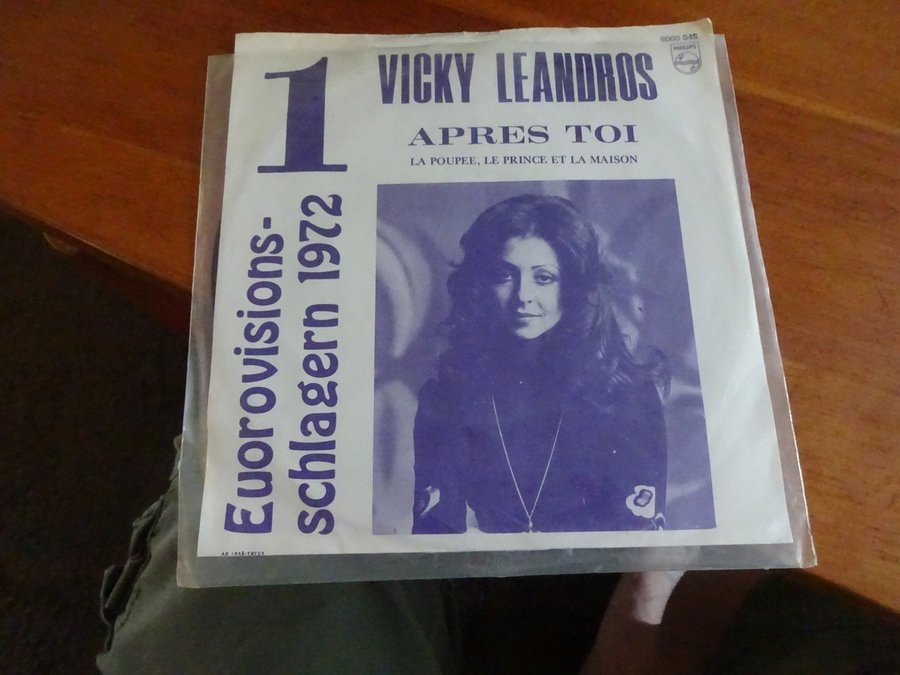 6000 045
PHILIPS
1
VICKY LEANDROS
APRES TOI
LA POUPEE, LE PRINCE ET LA MAISON
Euorovisions-
schlagern 1972